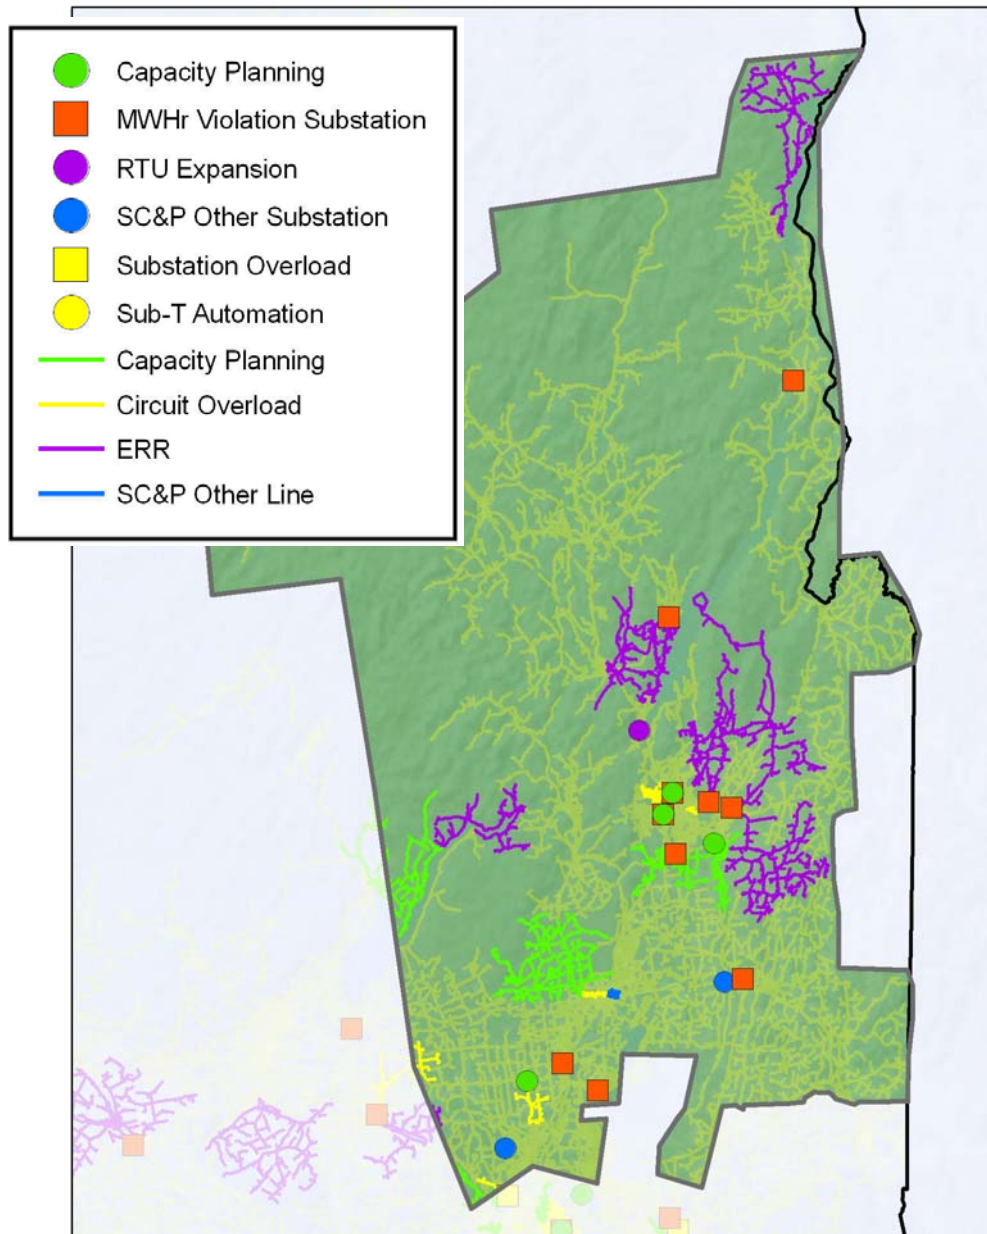 Capacity Planning
MWHr Violation Substation
RTU Expansion
SC&P Other Substation
Substation Overload
Sub-T Automation
Capacity Planning
Circuit Overload
ERR
SC&P Other Line